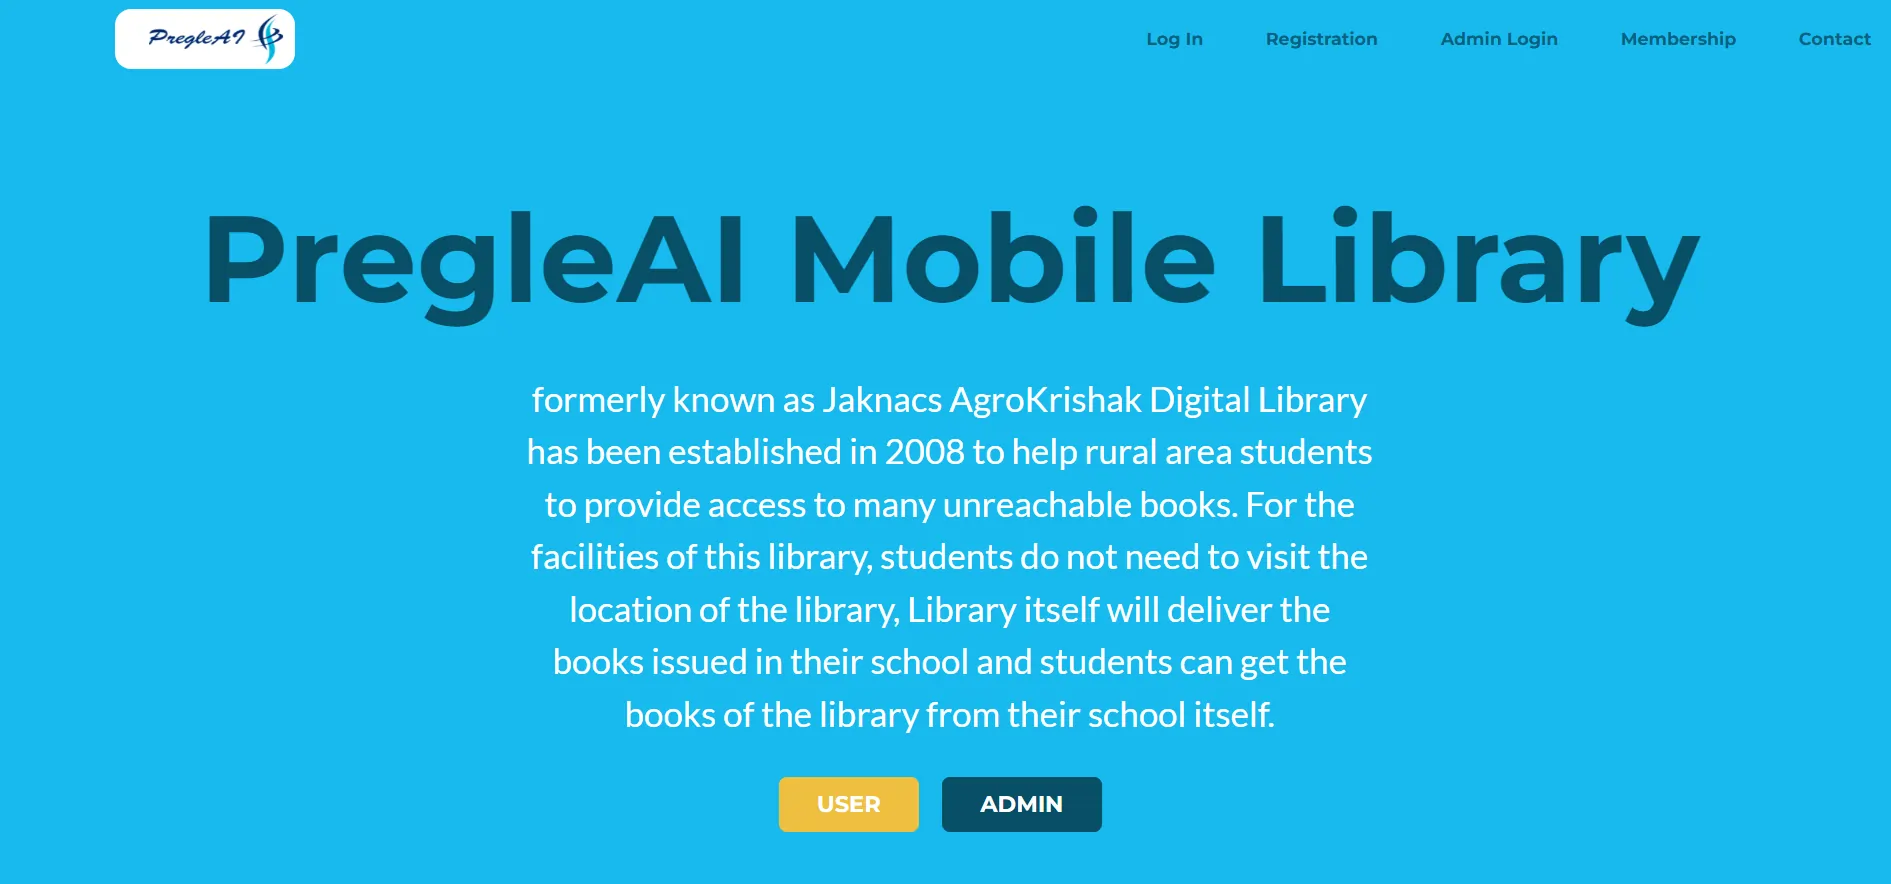 PregleAI
Log In
Registration
Admin Login
Membership
Contact
PregleAI Mobile Library
formerly known as Jaknacs AgroKrishak Digital Library
has been established in 2008 to help rural area students
to provide access to many unreachable books. For the
facilities of this library, students do not need to visit the
location of the library, Library itself will deliver the
books issued in their school and students can get the
books of the library from their school itself.
USER
ADMIN